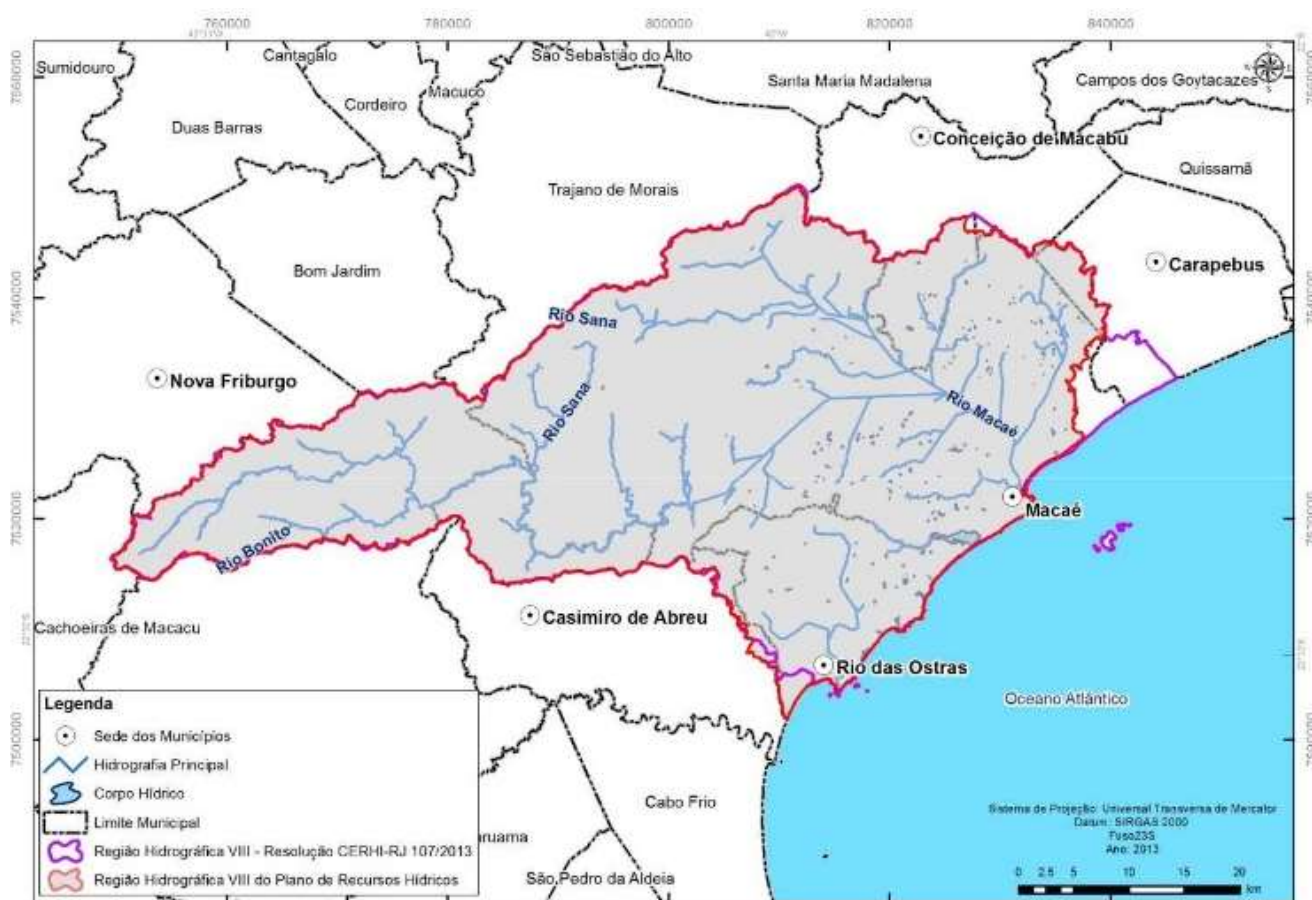 760000
780000
800000
820000
840000
Sumidouro
Cantagalo
São Sebastião do Alto
Santa Maria Madalena
Campos dos Goytacazes
Macuco
Cordeiro
Duas Barras
Conceição de Macabu
Quissamã
Trajano de Morais
Bom Jardim
Carapebus
Rio Sana
Nova Friburgo
Rio Sana
Rio Macaé
Macaé
Rio Bonito
Casimiro de Abreu
Cachoeiras de Macacu
Rio das Ostras
Oceano Atlântico
Cabo Frio
aruama
São Pedro da Aldeia
Legenda
Sede dos Municípios
Hidrografia Principal
Corpo Hídrico
Limite Municipal
Região Hidrográfica VIII - Resolução CERHI-RJ 107/2013
Região Hidrográfica VIII do Plano de Recursos Hídricos
Sistema de Projeção: Universal Transversa de Mercator
Datum: SIRGAS 2000
Fuso23S
Ano: 2013
0 2.5 5 10 15 20
km